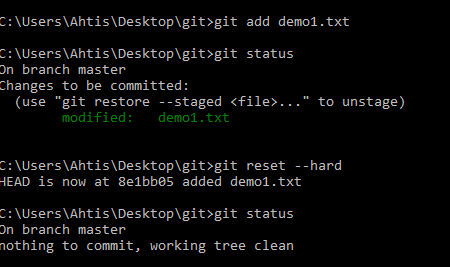 C:\Users\Ahtis\Desktop\git>git add demo1.txt
C:\Users\Ahtis\Desktop\git>git status
On branch master
Changes to be committed:
(use "git restore --staged <file>..." to unstage)
modified: demo1.txt
C:\Users\Ahtis\Desktop\git>git reset --hard
HEAD is now at 8e1bb05 added demo1.txt
C:\Users\Ahtis\Desktop\git>git status
On branch master
nothing to commit, working tree clean